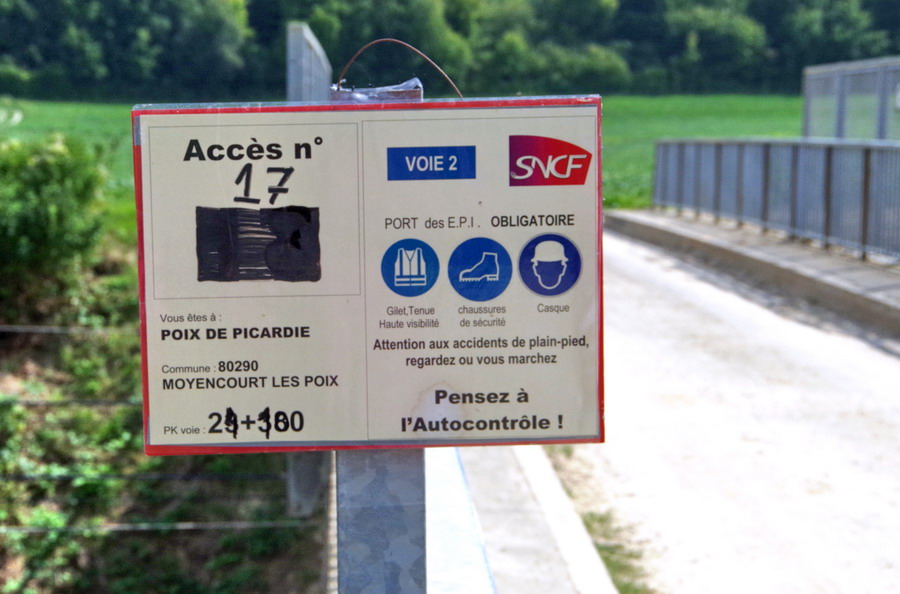 Accès n°
17
Vous êtes à :
POIX DE PICARDIE
Commune : 80290
MOYENCOURT LES POIX
PK voie :
VOIE 2
SNCF
PORT des E.P.I. OBLIGATOIRE
Gilet,Tenue
Haute visibilité
chaussures
de sécurité
Casque
Attention aux accidents de plain-pied,
regardez ou vous marchez
Pensez à
l'Autocontrôle !